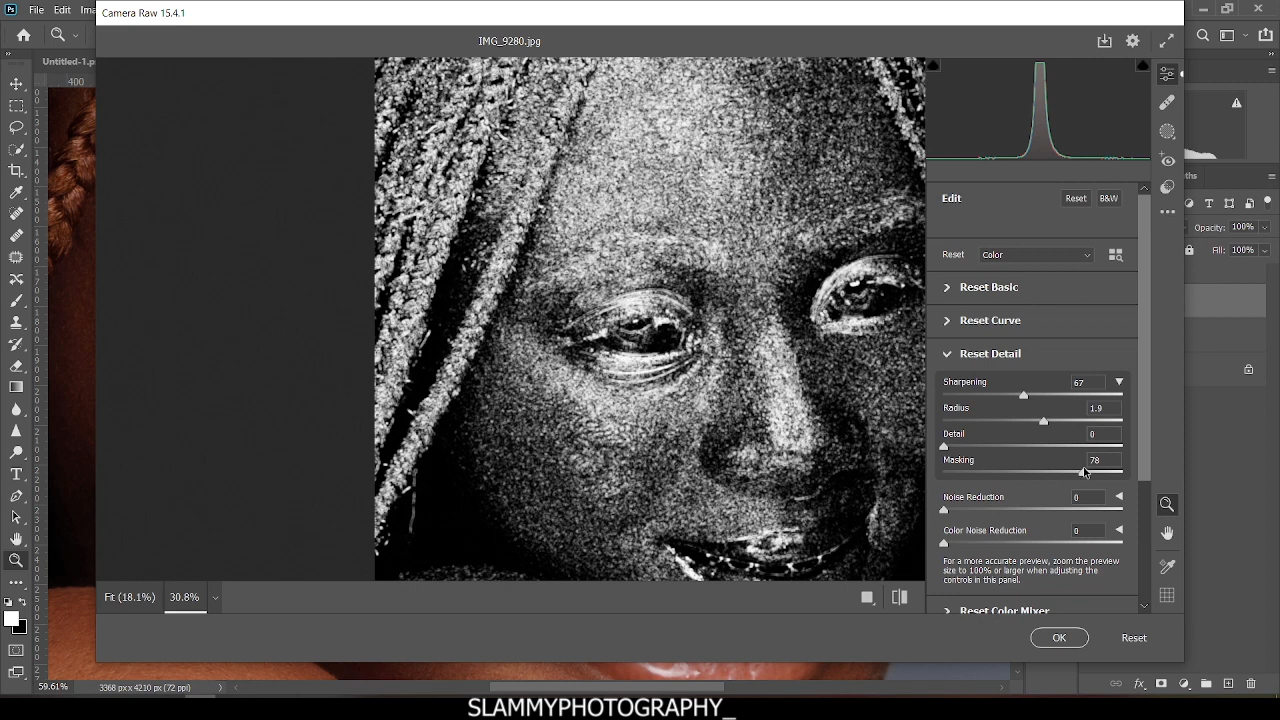 Ps File Edit Ima
Camera Raw 15.4.1
IMG_9280.jpg
Untitled-1.p
400
Edit
Reset
B&W
ths
Opacity: 100%
Fill: 100%
Reset
Color
Reset Basic
Reset Curve
Reset Detail
Sharpening 67
Radius 1.9
Detail 0
Masking 78
Noise Reduction 0
Color Noise Reduction 0
For a more accurate preview, zoom the preview
size to 100% or larger when adjusting the
controls in this panel.
Reset Color Mixer
Fit (18.1%)
30.8%
OK
Reset
59.61%
3368 px x 4210 px (72 ppi)
SLAMMYPHOTOGRAPHY_